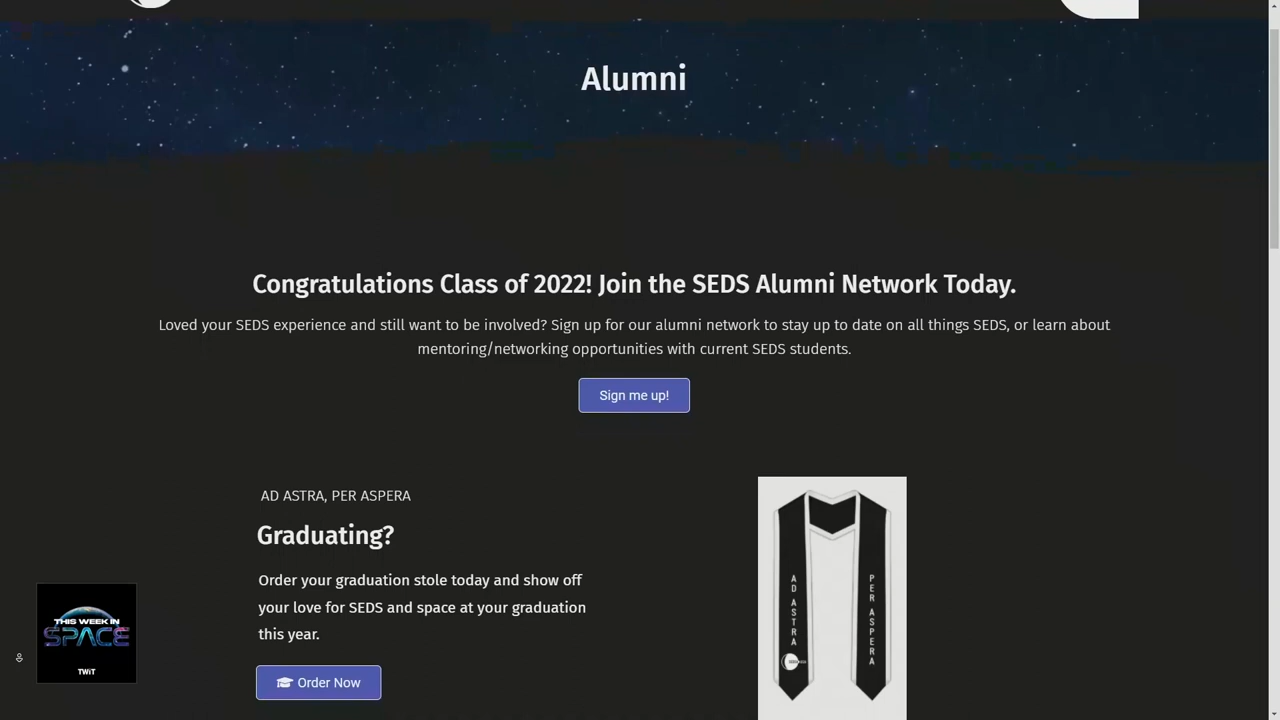 Alumni
Congratulations Class of 2022! Join the SEDS Alumni Network Today.
Loved your SEDS experience and still want to be involved? Sign up for our alumni network to stay up to date on all things SEDS, or learn about
mentoring/networking opportunities with current SEDS students.
Sign me up!
AD ASTRA, PER ASPERA
Graduating?
Order your graduation stole today and show off
your love for SEDS and space at your graduation
this year.
Order Now
AD ASTRA
PER ASPERA
THIS WEEK IN
SPACE
TWiT